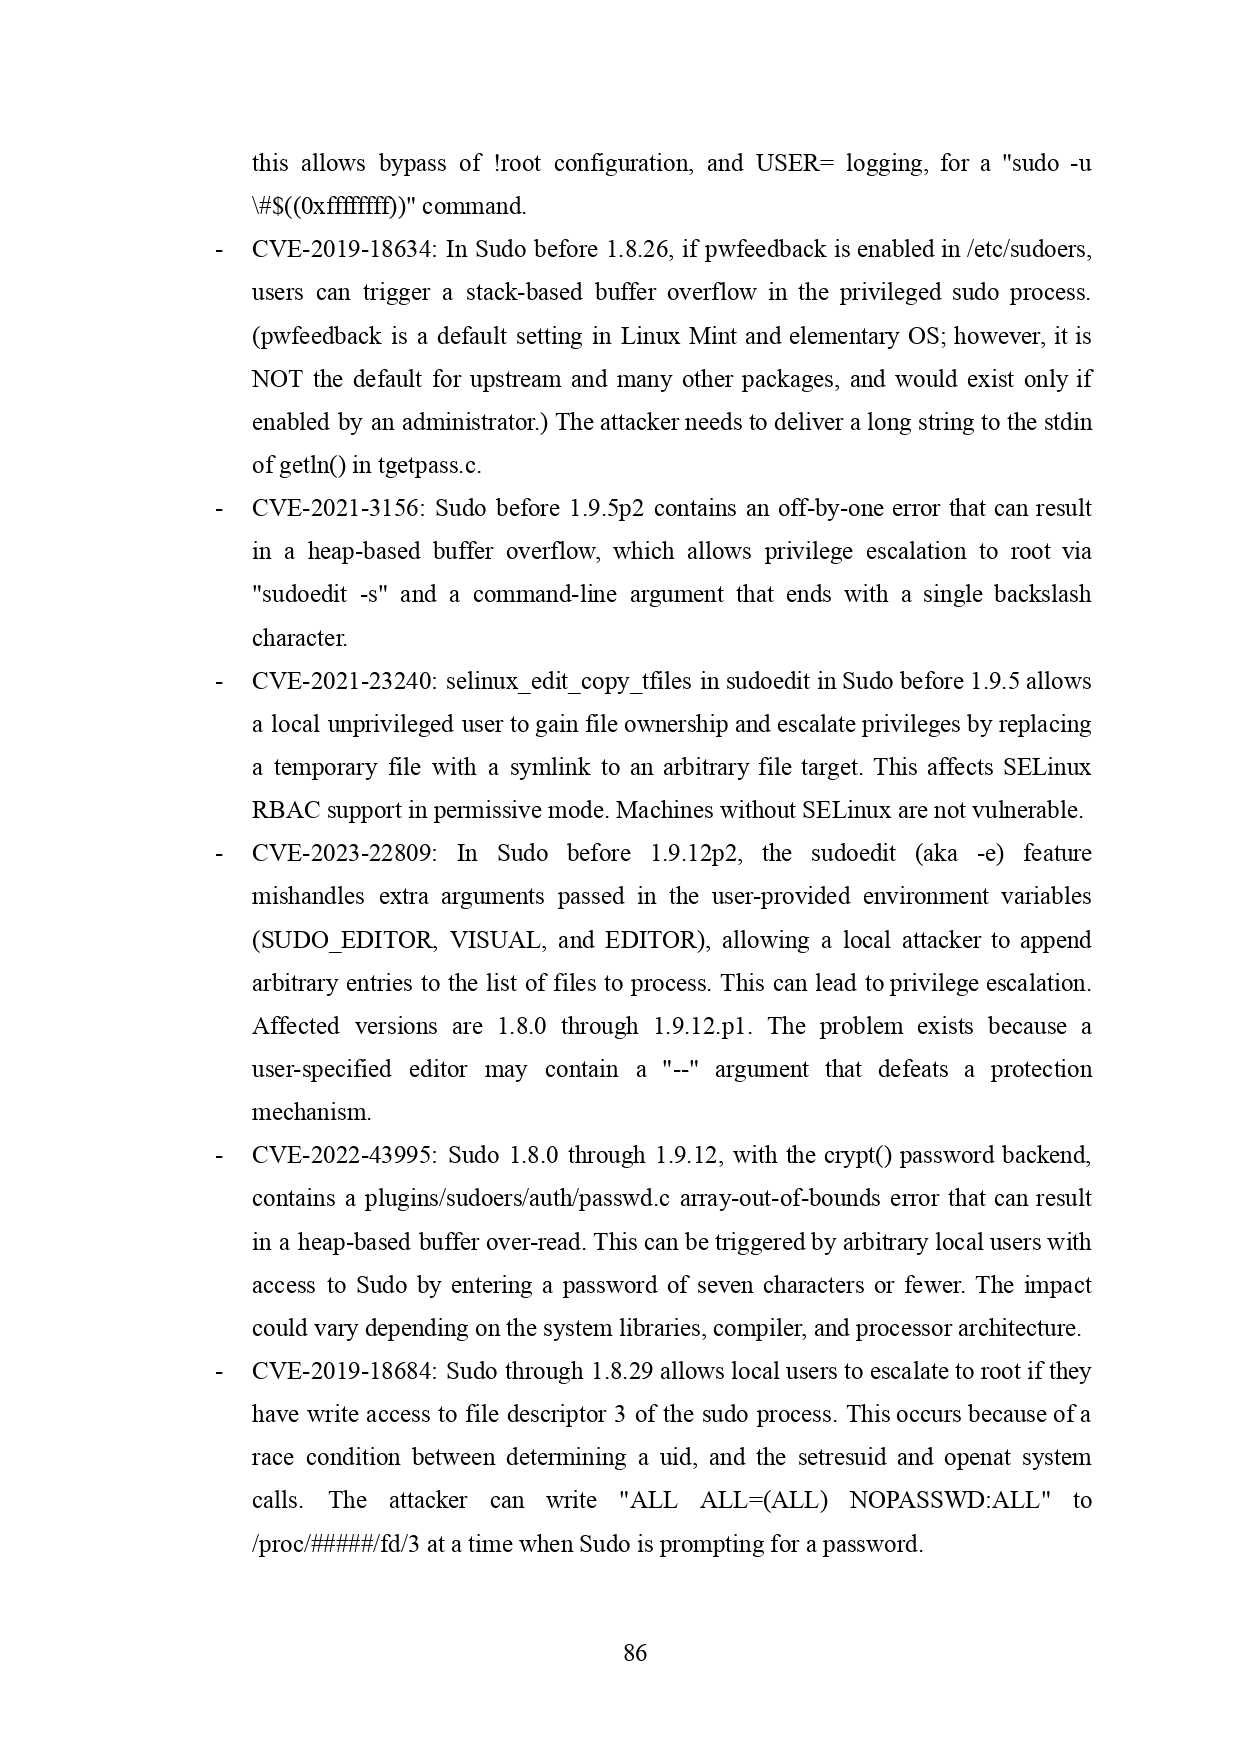 this allows bypass of !root configuration, and USER= logging, for a "sudo -u
\#$((0xffffffff))" command.
- CVE-2019-18634: In Sudo before 1.8.26, if pwfeedback is enabled in /etc/sudoers,
users can trigger a stack-based buffer overflow in the privileged sudo process.
(pwfeedback is a default setting in Linux Mint and elementary OS; however, it is
NOT the default for upstream and many other packages, and would exist only if
enabled by an administrator.) The attacker needs to deliver a long string to the stdin
of getln() in tgetpass.c.
- CVE-2021-3156: Sudo before 1.9.5p2 contains an off-by-one error that can result
in a heap-based buffer overflow, which allows privilege escalation to root via
"sudoedit -s" and a command-line argument that ends with a single backslash
character.
- CVE-2021-23240: selinux_edit_copy_tfiles in sudoedit in Sudo before 1.9.5 allows
a local unprivileged user to gain file ownership and escalate privileges by replacing
a temporary file with a symlink to an arbitrary file target. This affects SELinux
RBAC support in permissive mode. Machines without SELinux are not vulnerable.
- CVE-2023-22809: In Sudo before 1.9.12p2, the sudoedit (aka -e) feature
mishandles extra arguments passed in the user-provided environment variables
(SUDO_EDITOR, VISUAL, and EDITOR), allowing a local attacker to append
arbitrary entries to the list of files to process. This can lead to privilege escalation.
Affected versions are 1.8.0 through 1.9.12.p1. The problem exists because a
user-specified editor may contain a "--" argument that defeats a protection
mechanism.
- CVE-2022-43995: Sudo 1.8.0 through 1.9.12, with the crypt() password backend,
contains a plugins/sudoers/auth/passwd.c array-out-of-bounds error that can result
in a heap-based buffer over-read. This can be triggered by arbitrary local users with
access to Sudo by entering a password of seven characters or fewer. The impact
could vary depending on the system libraries, compiler, and processor architecture.
- CVE-2019-18684: Sudo through 1.8.29 allows local users to escalate to root if they
have write access to file descriptor 3 of the sudo process. This occurs because of a
race condition between determining a uid, and the setresuid and openat system
calls. The attacker can write "ALL ALL=(ALL) NOPASSWD:ALL" to
/proc/#####/fd/3 at a time when Sudo is prompting for a password.
86